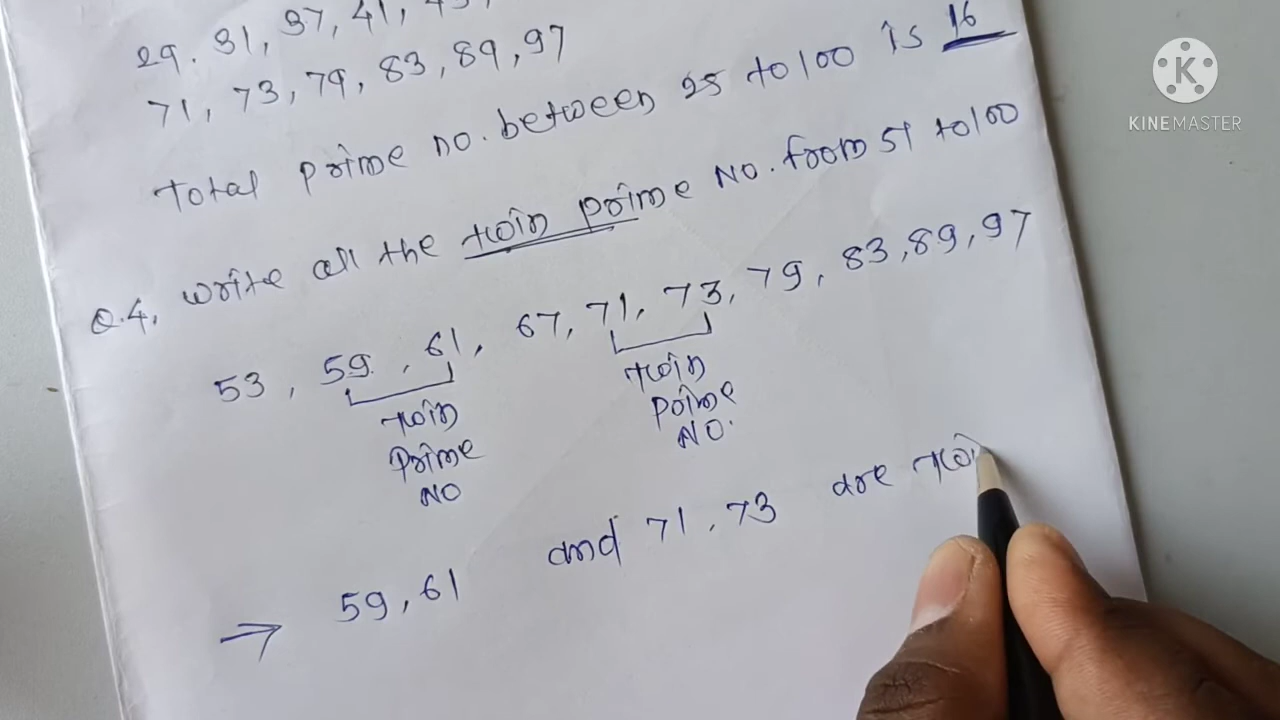 29. 31, 37, 41, 43,
71, 73, 79, 83, 89, 97
Total prime no. between 25 to 100 is 16
Q.4, Write all the twin prime No. from 51 to 100
53, 59, 61, 67, 71, 73, 79, 83, 89, 97
twin
Prime
NO
twin
Prime
NO.
→ 59, 61 and 71, 73 are twi
KINEMASTER